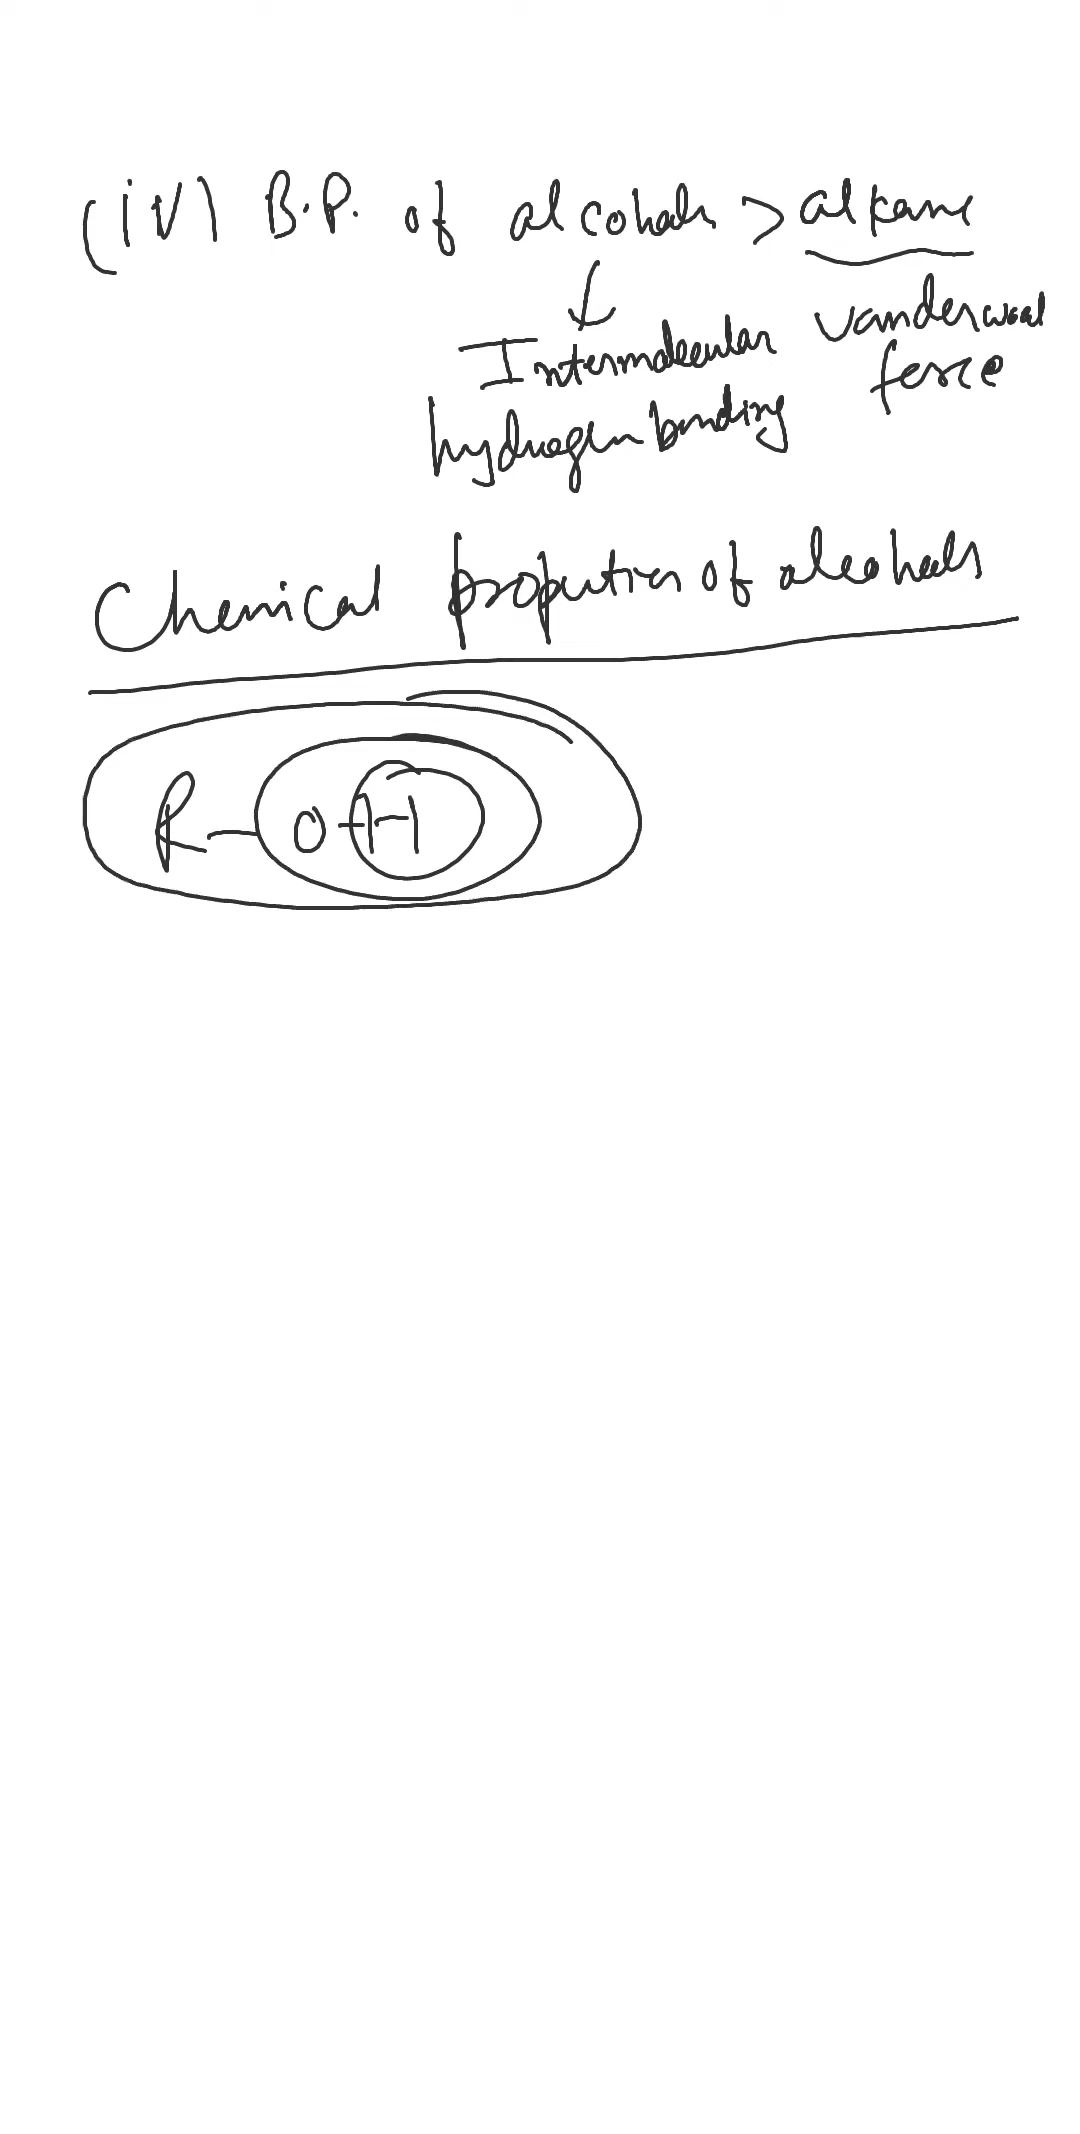 (iv) B.P. of alcohols > alkane
↓
Intermolecular vanderwaal
hydrogen bonding force
Chemical properties of alcohols
R-O-H